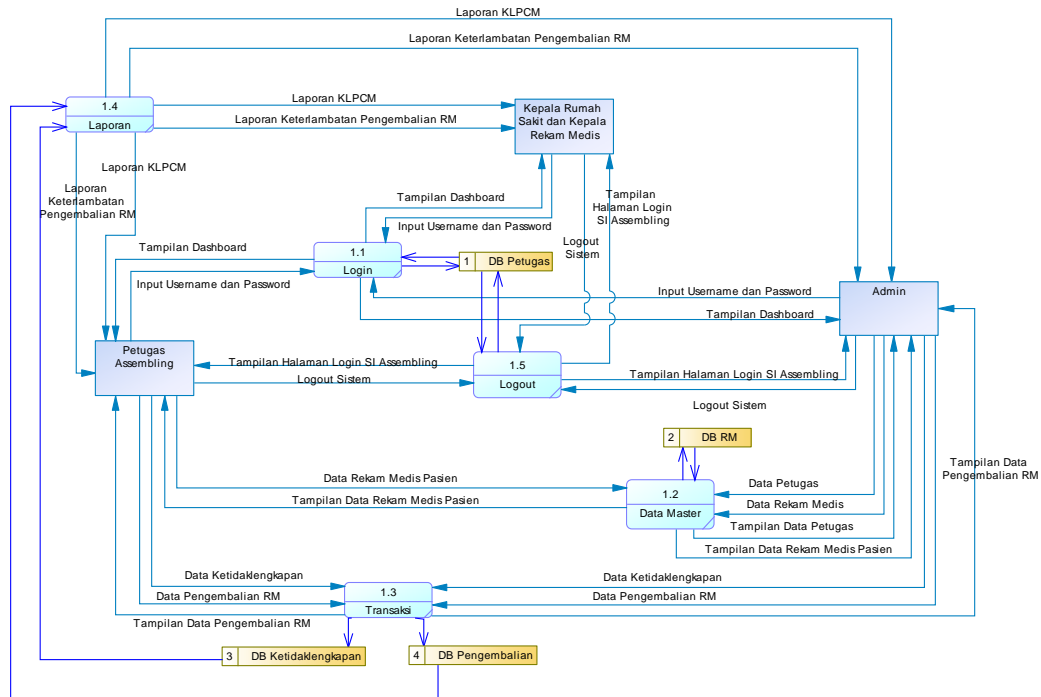 Laporan KLPCM
Laporan Keterlambatan Pengembalian RM
1.4
Laporan
Laporan KLPCM
Laporan Keterlambatan Pengembalian RM
Kepala Rumah
Sakit dan Kepala
Rekam Medis
Laporan KLPCM
Laporan
Keterlambatan
Pengembalian RM
Tampilan Dashboard
Tampilan
Halaman Login
SI Assembling
Input Username dan Password
Logout
Sistem
Tampilan Dashboard
1.1
Login
1
DB Petugas
Input Username dan Password
Input Username dan Password
Admin
Tampilan Dashboard
Petugas
Assembling
Tampilan Halaman Login SI Assembling
Logout Sistem
1.5
Logout
Tampilan Halaman Login SI Assembling
Logout Sistem
2
DB RM
Tampilan Data
Pengembalian RM
Data Rekam Medis Pasien
Tampilan Data Rekam Medis Pasien
1.2
Data Master
Data Petugas
Data Rekam Medis
Tampilan Data Petugas
Tampilan Data Rekam Medis Pasien
Data Ketidaklengkapan
Data Pengembalian RM
Tampilan Data Pengembalian RM
1.3
Transaksi
Data Ketidaklengkapan
Data Pengembalian RM
3
DB Ketidaklengkapan
4
DB Pengembalian